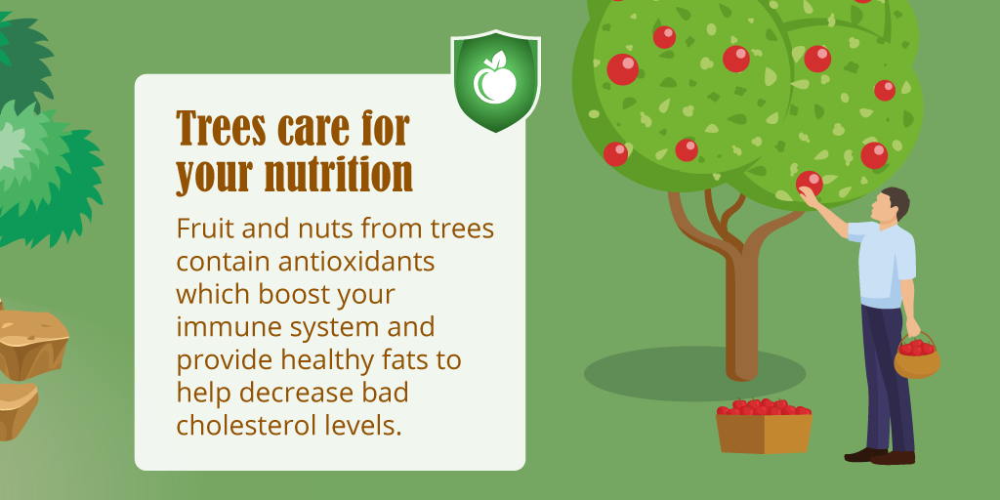 Trees care for
your nutrition
Fruit and nuts from trees
contain antioxidants
which boost your
immune system and
provide healthy fats to
help decrease bad
cholesterol levels.